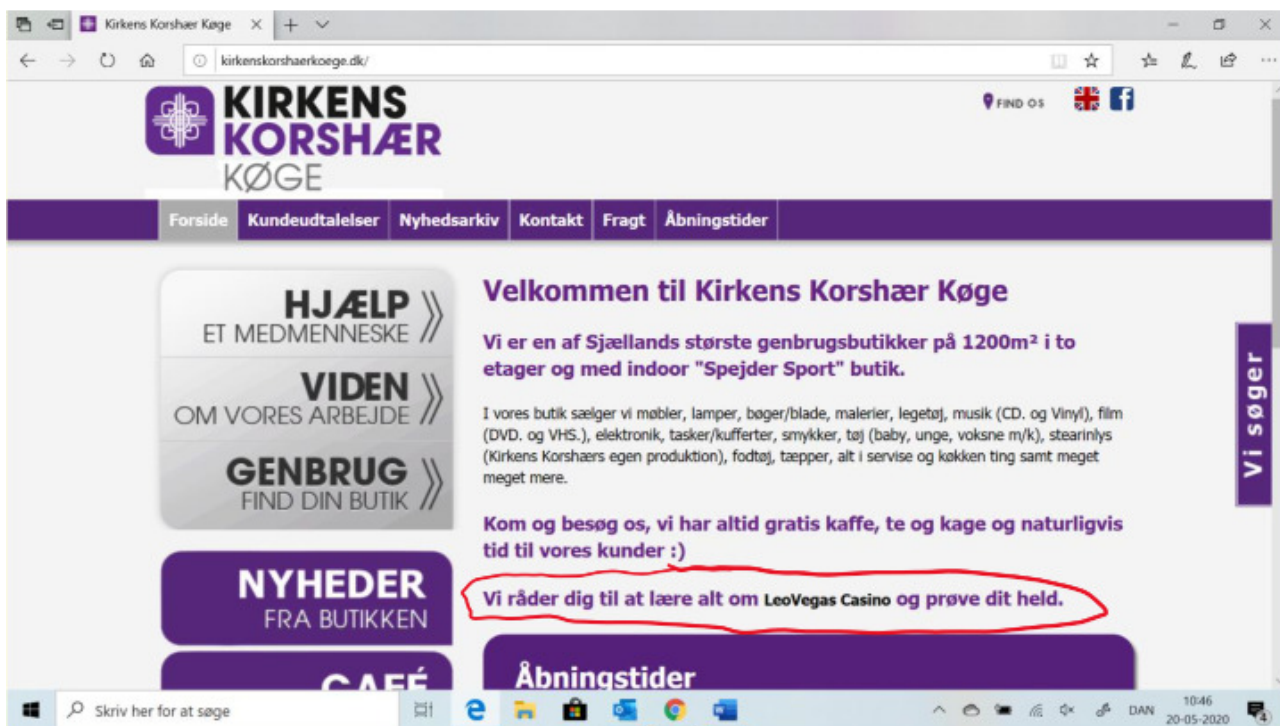 Kirkens Korshær Køge
kirkenskorshaerkoege.dk/
KIRKENS
KORSHÆR
KØGE
FIND OS
Forside Kundeudtalelser Nyhedsarkiv Kontakt Fragt Åbningstider
HJÆLP
ET MEDMENNESKE
VIDEN
OM VORES ARBEJDE
GENBRUG
FIND DIN BUTIK
NYHEDER
FRA BUTIKKEN
CAFÉ
Velkommen til Kirkens Korshær Køge
Vi er en af Sjællands største genbrugsbutikker på 1200m² i to
etager og med indoor "Spejder Sport" butik.
I vores butik sælger vi møbler, lamper, bøger/blade, malerier, legetøj, musik (CD. og Vinyl), film
(DVD. og VHS.), elektronik, tasker/kufferter, smykker, tøj (baby, unge, voksne m/k), stearinlys
(Kirkens Korshærs egen produktion), fodtøj, tæpper, alt i servise og køkken ting samt meget
meget mere.
Kom og besøg os, vi har altid gratis kaffe, te og kage og naturligvis
tid til vores kunder :)
Vi råder dig til at lære alt om LeoVegas Casino og prøve dit held.
Åbningstider
Vi søger
Skriv her for at søge
DAN
10:46
20-05-2020